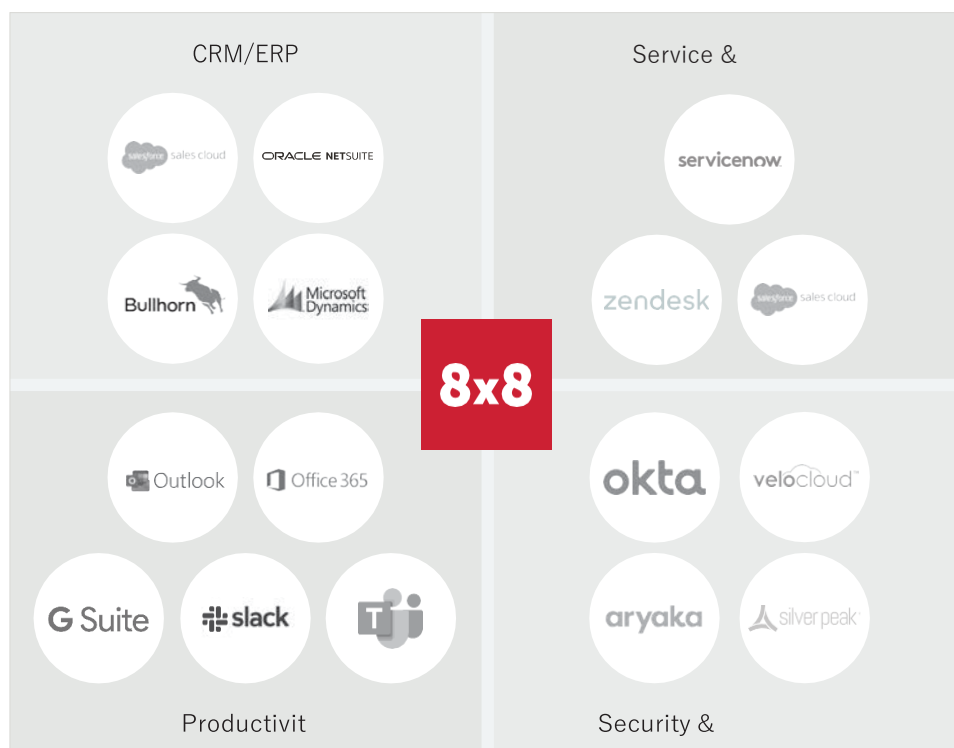 CRM/ERP
salesforce sales cloud
ORACLE NETSUITE
Bullhorn
Microsoft
Dynamics
Service &
servicenow
zendesk
salesforce sales cloud
8x8
Outlook
Office 365
G Suite
slack
T
Productivit
okta
velocloud™
aryaka
silver peak
Security &